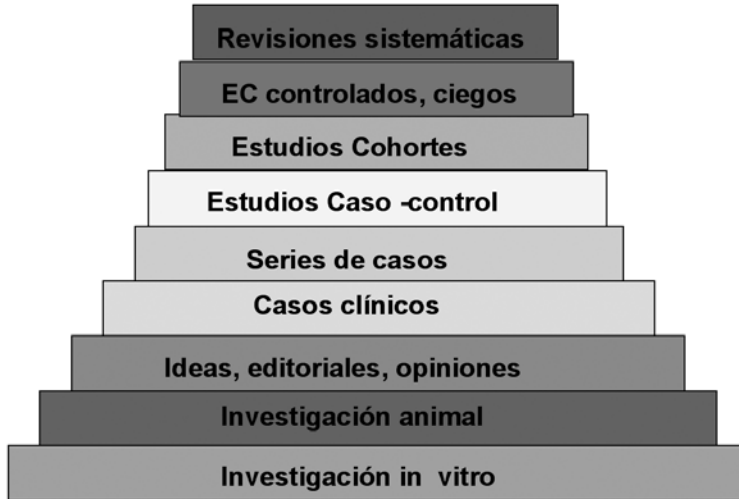 Revisiones sistemáticas
EC controlados, ciegos
Estudios Cohortes
Estudios Caso -control
Series de casos
Casos clínicos
Ideas, editoriales, opiniones
Investigación animal
Investigación in vitro